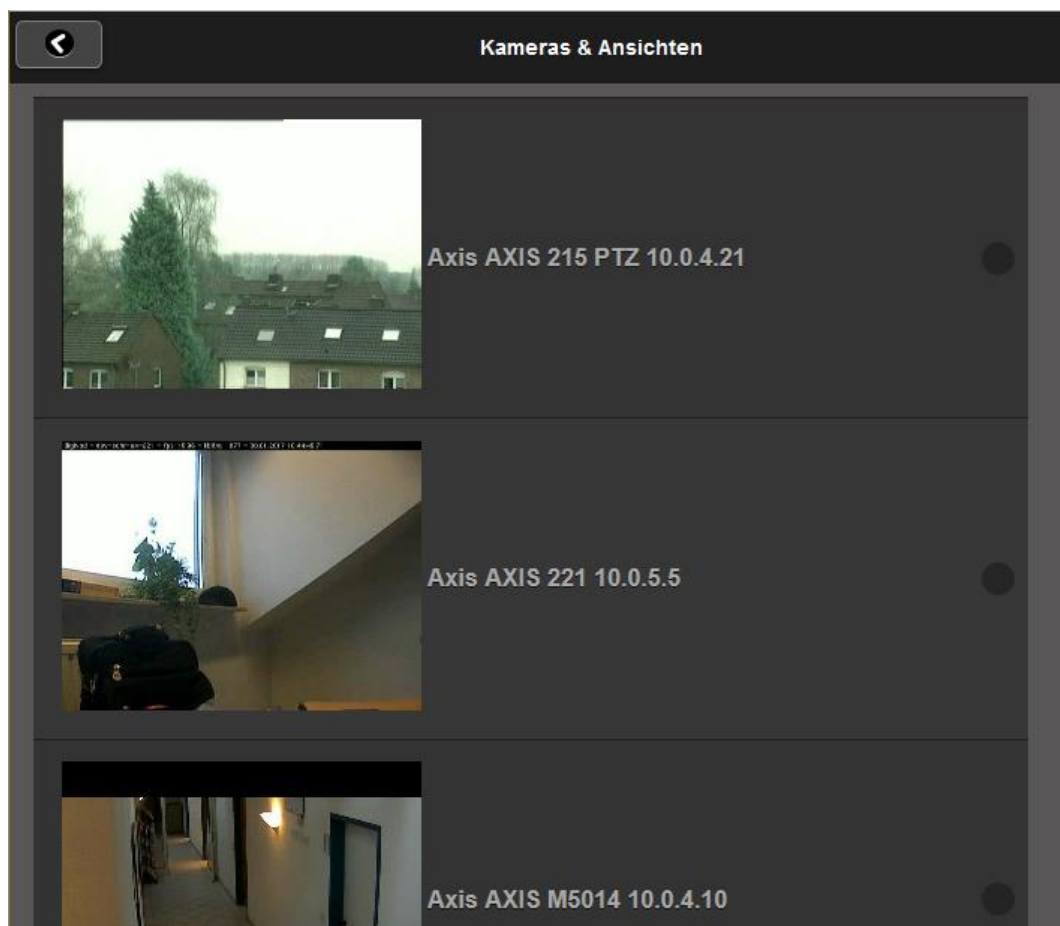 Kameras & Ansichten
Axis AXIS 215 PTZ 10.0.4.21
Axis AXIS 221 10.0.5.5
Axis AXIS M5014 10.0.4.10